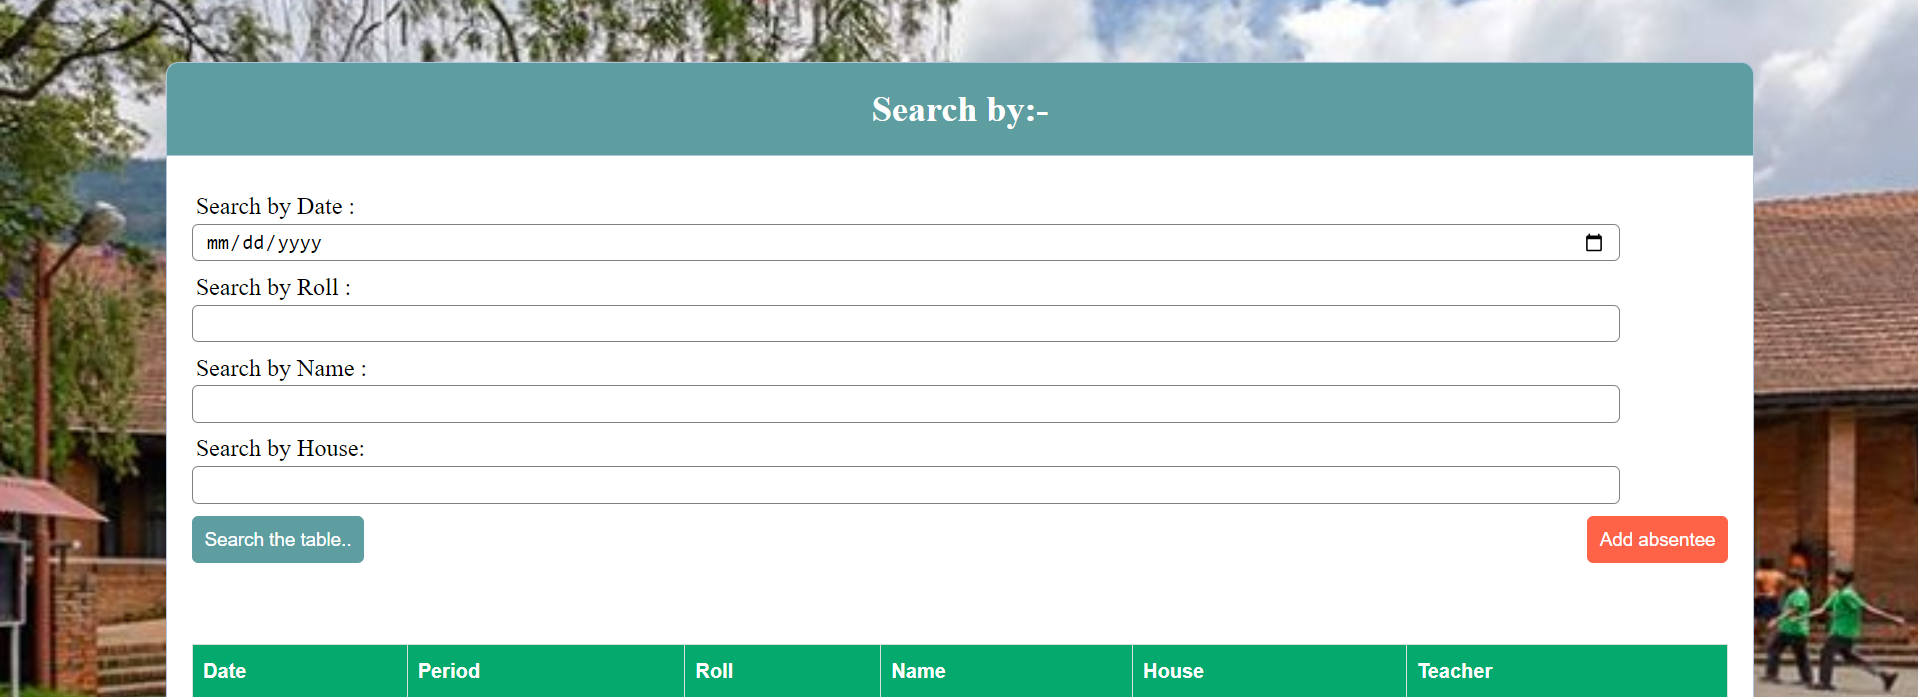 Search by:-
Search by Date :
mm/dd/yyyy
Search by Roll :
Search by Name :
Search by House:
Search the table.. Add absentee
Date Period Roll Name House Teacher